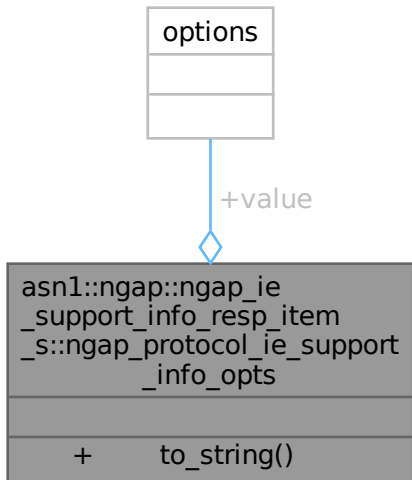 options
+value
asn1::ngap::ngap_ie
_support_info_resp_item
_s::ngap_protocol_ie_support
_info_opts
+ to_string()